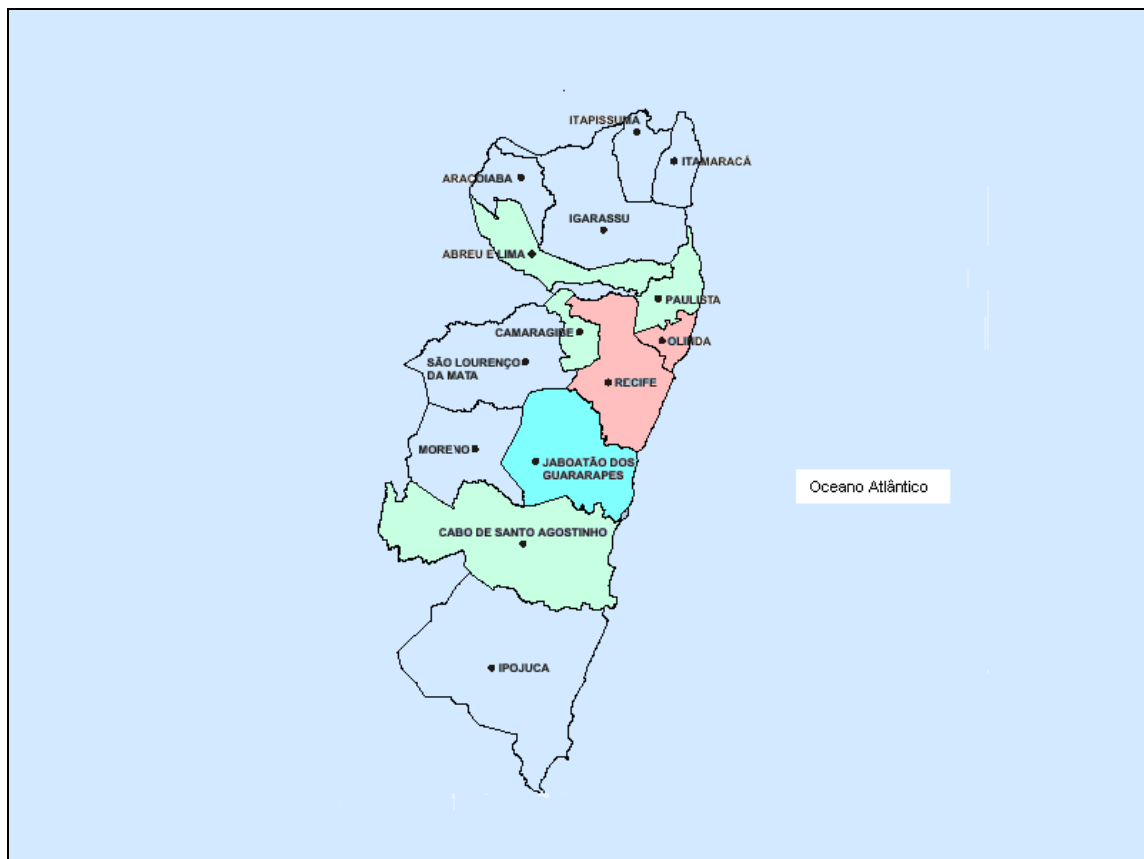 ITAPISSUMA
ITAMARACÁ
ARAÇOIABA
IGARASSU
ABREU E LIMA
PAULISTA
CAMARAGIBE
OLINDA
SÃO LOURENÇO
DA MATA
RECIFE
MORENO
JABOATÃO DOS
GUARARAPES
Oceano Atlântico
CABO DE SANTO AGOSTINHO
IPOJUCA